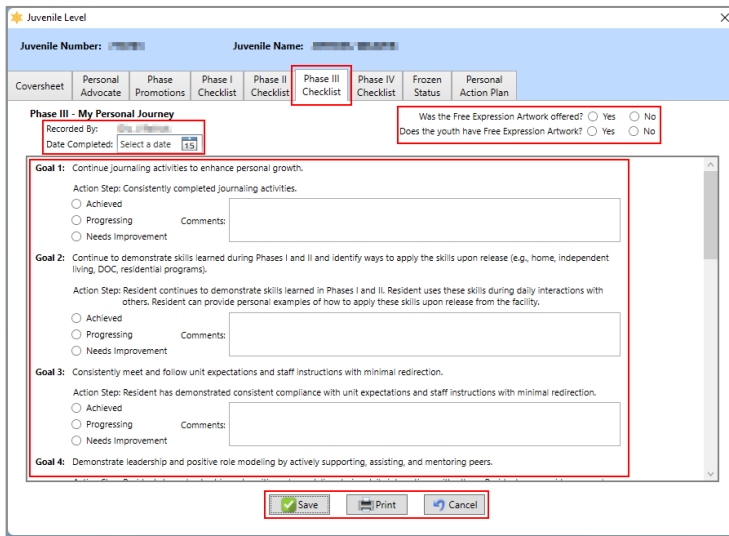 Juvenile Level
Juvenile Number:
Juvenile Name:
Coversheet
Personal Advocate
Phase Promotions
Phase I Checklist
Phase II Checklist
Phase III Checklist
Phase IV Checklist
Frozen Status
Personal Action Plan
Phase III - My Personal Journey
Was the Free Expression Artwork offered? Yes No
Recorded By:
Does the youth have Free Expression Artwork? Yes No
Date Completed: Select a date 15
Goal 1: Continue journaling activities to enhance personal growth.
Action Step: Consistently completed journaling activities.
Achieved
Progressing Comments:
Needs Improvement
Goal 2: Continue to demonstrate skills learned during Phases I and II and identify ways to apply the skills upon release (e.g., home, independent
living, DOC, residential programs).
Action Step: Resident continues to demonstrate skills learned in Phases I and II. Resident uses these skills during daily interactions with
others. Resident can provide personal examples of how to apply these skills upon release from the facility.
Achieved
Progressing Comments:
Needs Improvement
Goal 3: Consistently meet and follow unit expectations and staff instructions with minimal redirection.
Action Step: Resident has demonstrated consistent compliance with unit expectations and staff instructions with minimal redirection.
Achieved
Progressing Comments:
Needs Improvement
Goal 4: Demonstrate leadership and positive role modeling by actively supporting, assisting, and mentoring peers.
Save Print Cancel